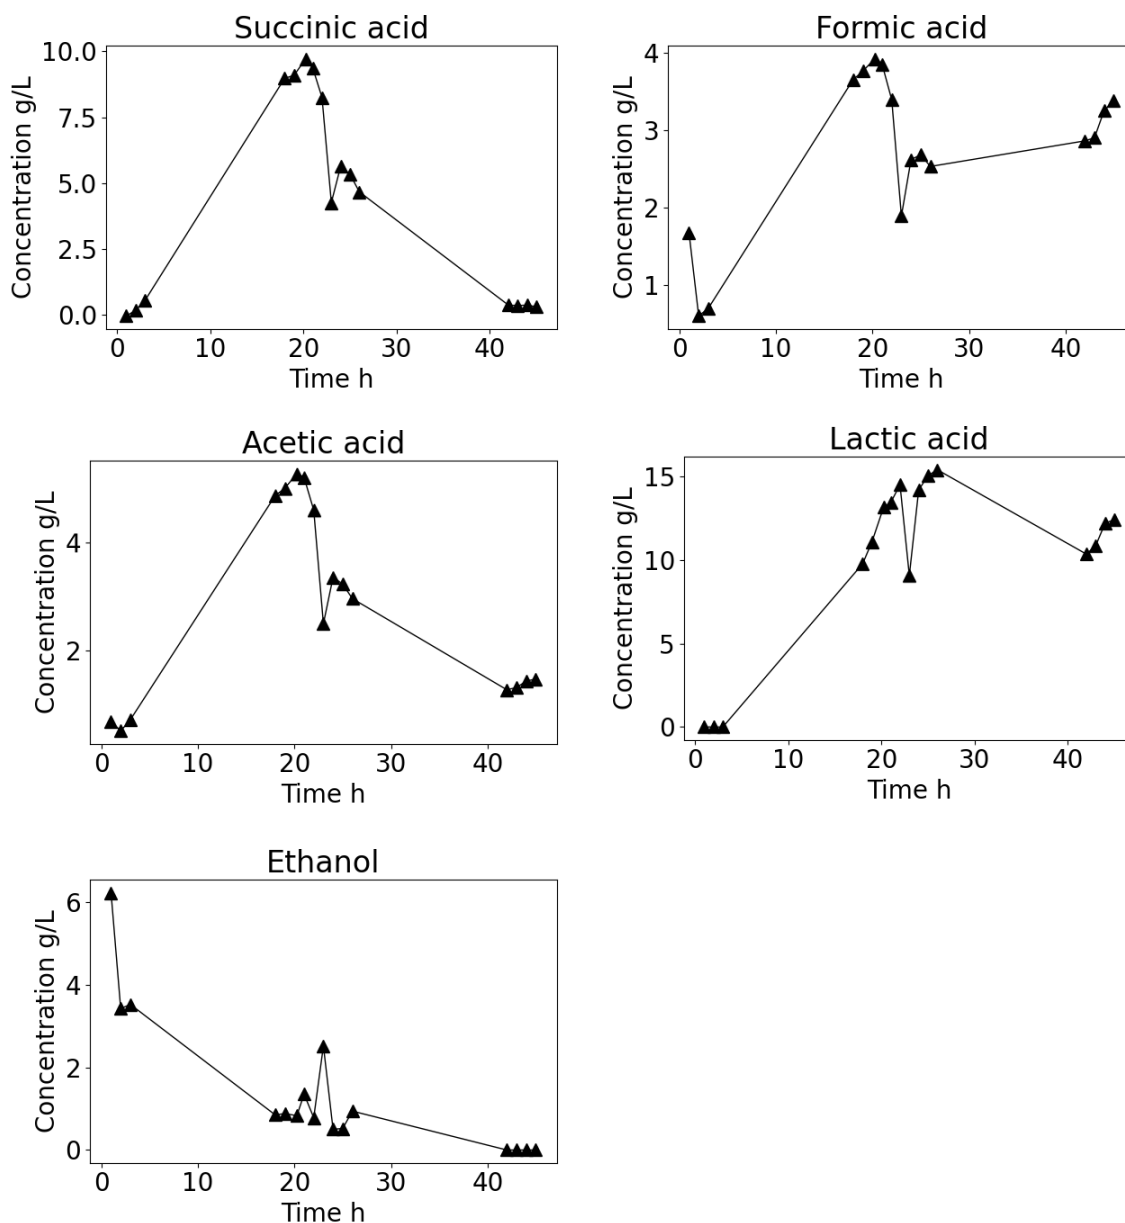 Succinic acid
10.0
7.5
5.0
2.5
0.0
Concentration g/L
0 10 20 30 40
Time h
Formic acid
4
3
2
1
Concentration g/L
0 10 20 30 40
Time h
Acetic acid
4
2
Concentration g/L
0 10 20 30 40
Time h
Lactic acid
15
10
5
0
Concentration g/L
0 10 20 30 40
Time h
Ethanol
6
4
2
0
Concentration g/L
0 10 20 30 40
Time h